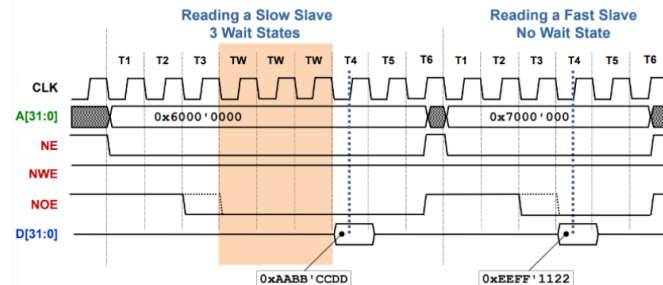 Reading a Slow Slave
3 Wait States
Reading a Fast Slave
No Wait State
T1 T2 T3 TW TW TW T4 T5 T6 T1 T2 T3 T4 T5 T6
CLK
A[31:0] 0x6000'0000 0x7000'000
NE
NWE
NOE
D[31:0]
0xAABB'CCDD 0xEEFF'1122